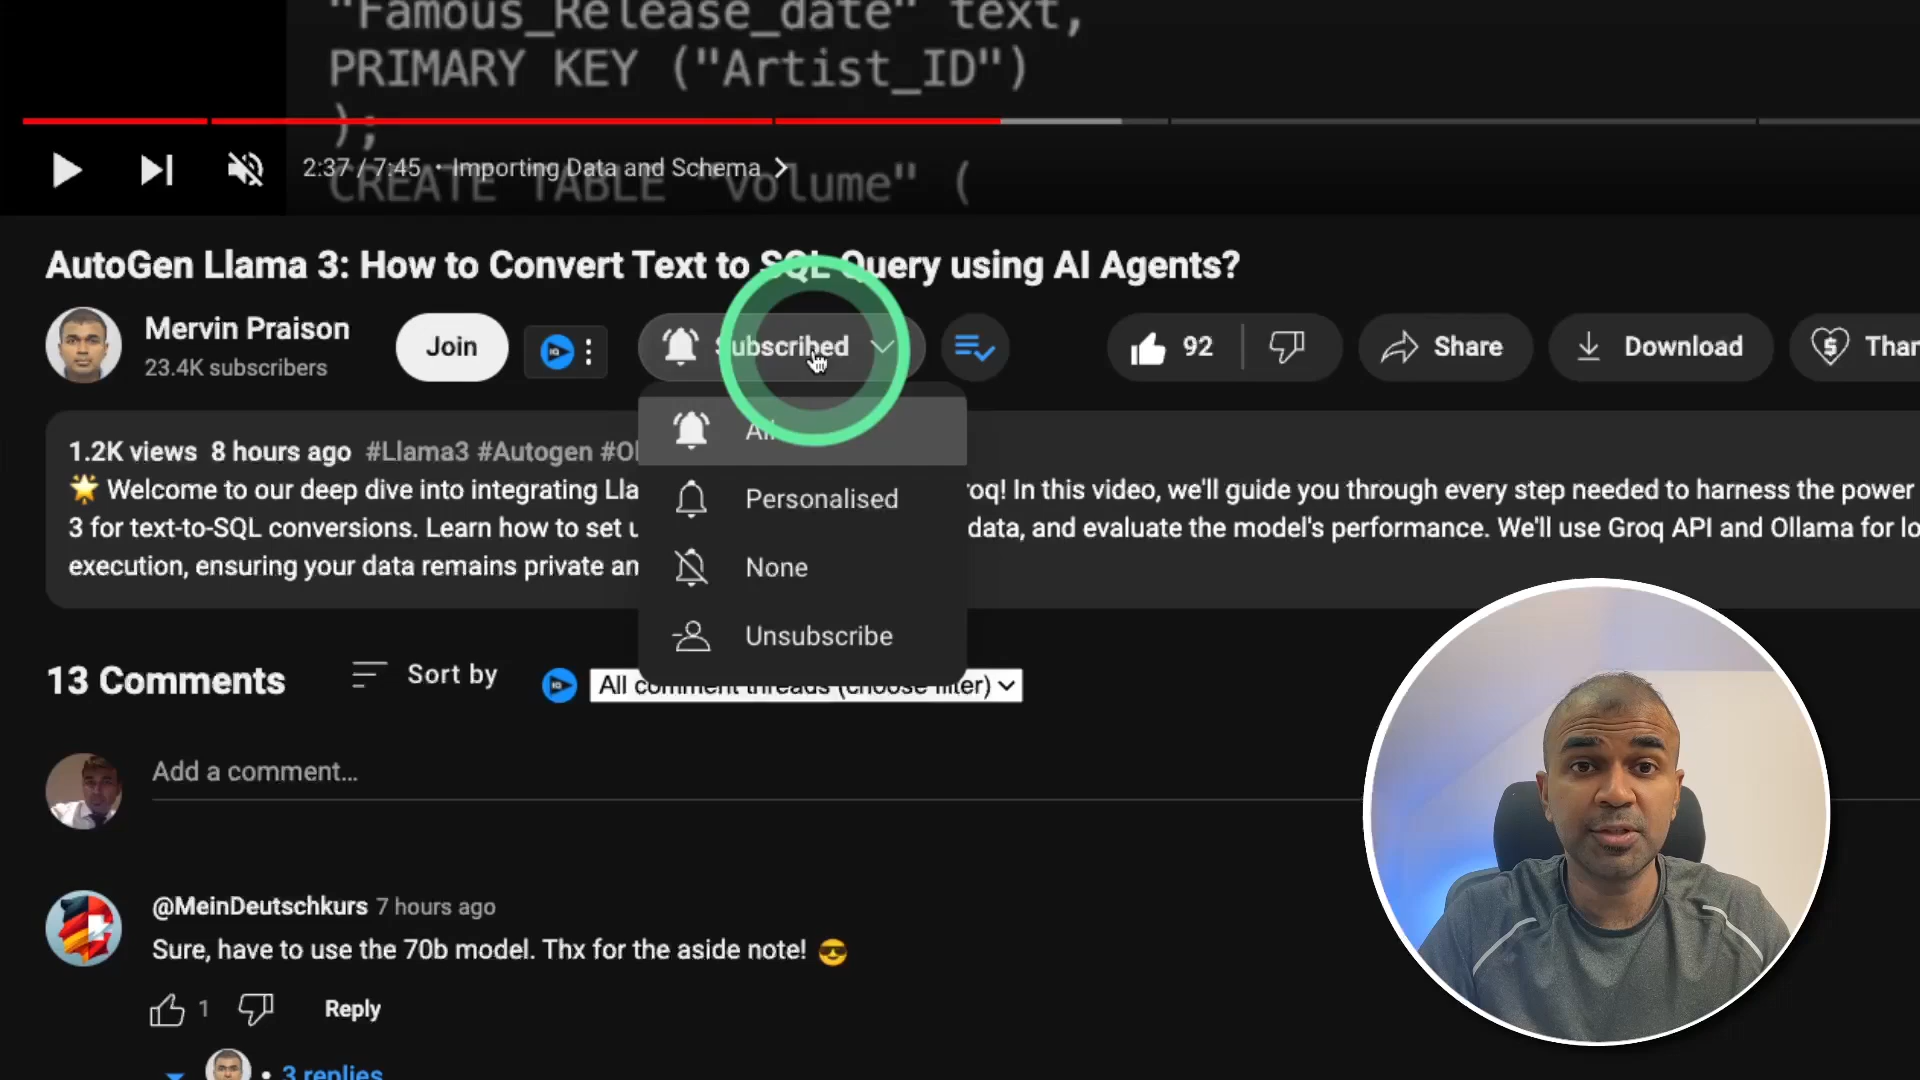 "Famous_Release_date" text,
PRIMARY KEY ("Artist_ID")
);
2:37 / 7:45 · Importing Data and Schema
CREATE TABLE "volume" (
AutoGen Llama 3: How to Convert Text to SQL Query using AI Agents?
Mervin Praison
23.4K subscribers
Join
Subscribed
92
Share
Download
All
Personalised
None
Unsubscribe
1.2K views 8 hours ago #Llama3 #Autogen
🌟 Welcome to our deep dive into integrating In this video, we'll guide you through every step needed to harness the power
3 for text-to-SQL conversions. Learn how to set data, and evaluate the model's performance. We'll use Groq API and Ollama for
execution, ensuring your data remains private
13 Comments
Sort by
All comment threads (choose filter)
Add a comment...
@MeinDeutschkurs 7 hours ago
Sure, have to use the 70b model. Thx for the aside note! 😎
1
Reply
3 replies